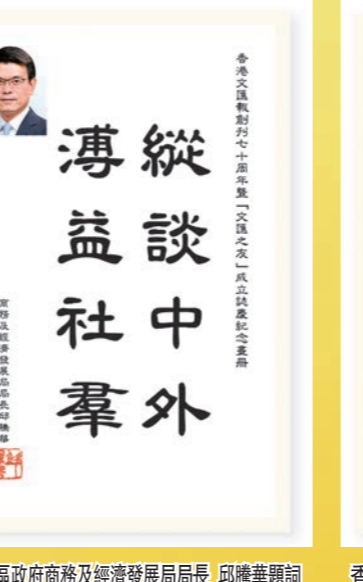 香港文匯報創刊七十周年暨「文匯之友」成立誌慶紀念畫冊
縱談中外
溥益社羣
商務及經濟發展局局長邱騰華
區政府商務及經濟發展局局長 邱騰華題詞